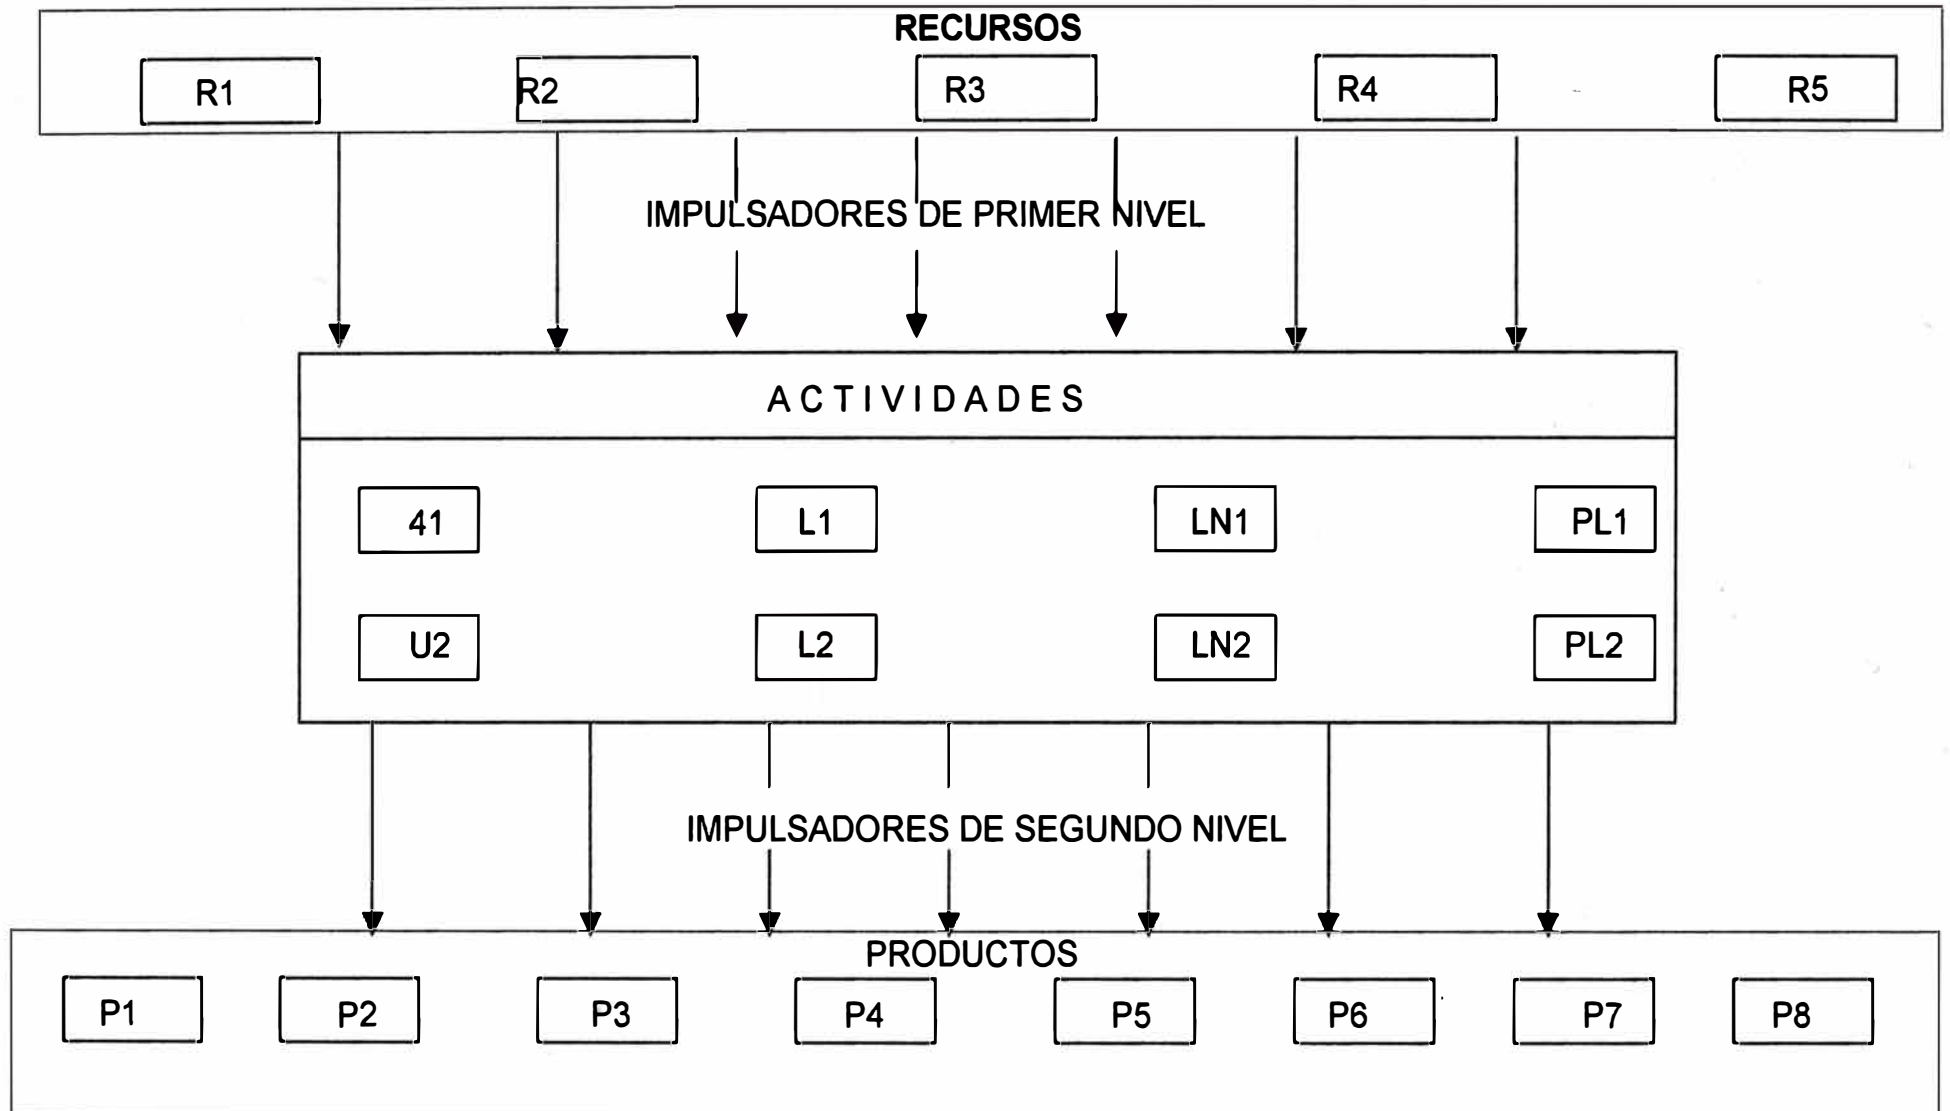 RECURSOS
R1 R2 R3 R4 R5
IMPULSADORES DE PRIMER NIVEL
ACTIVIDADES
41 L1 LN1 PL1
U2 L2 LN2 PL2
IMPULSADORES DE SEGUNDO NIVEL
PRODUCTOS
P1 P2 P3 P4 P5 P6 P7 P8